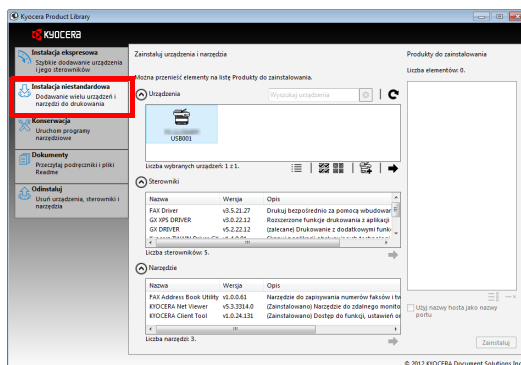 Kyocera Product Library
KYOCERA
Instalacja ekspresowa
Szybkie dodawanie urządzenia
i jego sterowników
Instalacja niestandardowa
Dodawanie wielu urządzeń i
narzędzi do drukowania
Konserwacja
Uruchom programy
narzędziowe
Dokumenty
Przeczytaj podręczniki i pliki
Readme
Odinstaluj
Usuń urządzenia, sterowniki i
narzędzia
Zainstaluj urządzenia i narzędzia
Można przenieść elementy na listę Produkty do zainstalowania.
Urządzenia
Wyszukaj urządzenia
USB001
Liczba wybranych urządzeń: 1 z 1.
Sterowniki
Nazwa Wersja Opis
FAX Driver v3.5.21.27 Drukuj bezpośrednio za pomocą wbudowar
GX XPS DRIVER v3.0.22.12 Rozszerzone funkcje drukowania z aplikacji
GX DRIVER v5.2.22.12 (zalecane) Drukowanie z dodatkowymi funk
Liczba sterowników: 5.
Narzędzie
Nazwa Wersja Opis
FAX Address Book Utility v1.0.0.61 Narzędzie do zapisywania numerów faksów i tw
KYOCERA Net Viewer v5.3.3314.0 (Zainstalowano) Narzędzie do zdalnego monito
KYOCERA Client Tool v1.0.24.131 (Zainstalowano) Dostęp do funkcji, ustawień or
Liczba narzędzi: 3.
Produkty do zainstalowania
Liczba elementów: 0.
Użyj nazwy hosta jako nazwy
portu
Zainstaluj
© 2012 KYOCERA Document Solutions Inc.